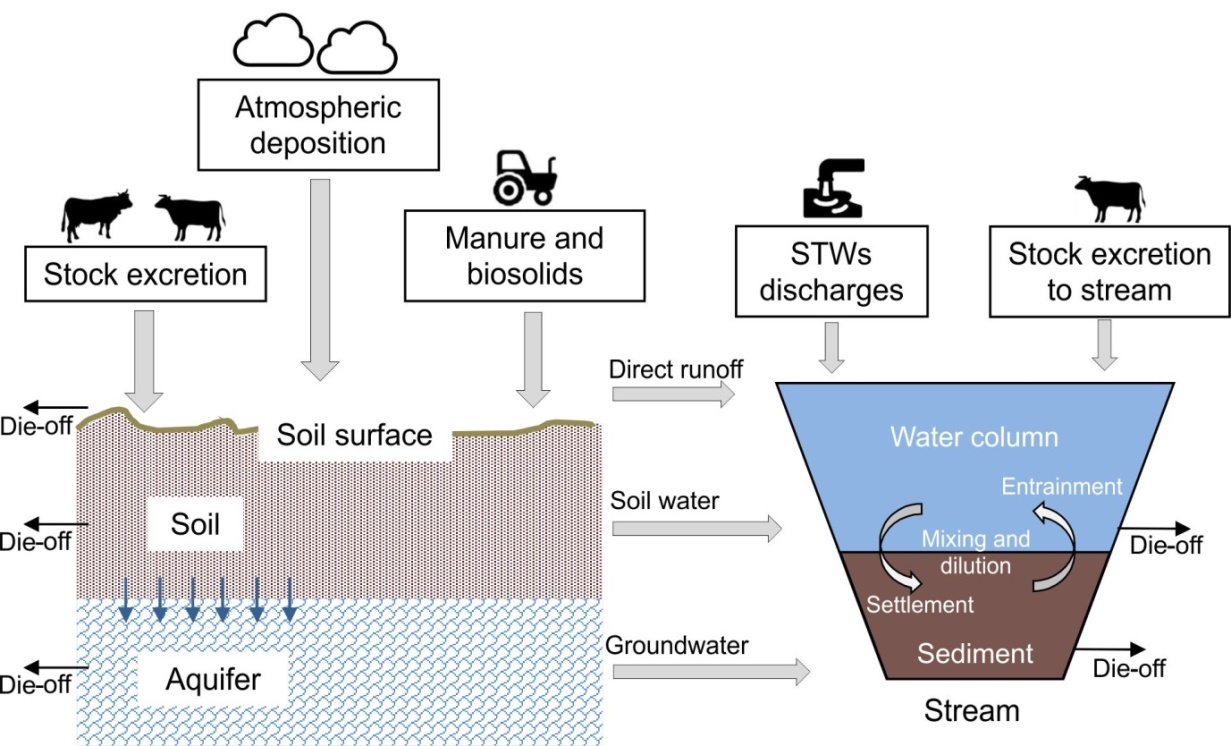 Atmospheric
deposition
Stock excretion
Manure and
biosolids
STWs
discharges
Stock excretion
to stream
Direct runoff
Die-off
Soil surface
Water column
Entrainment
Soil water
Soil
Die-off
Mixing and
dilution
Die-off
Settlement
Groundwater
Sediment
Die-off
Aquifer
Die-off
Stream